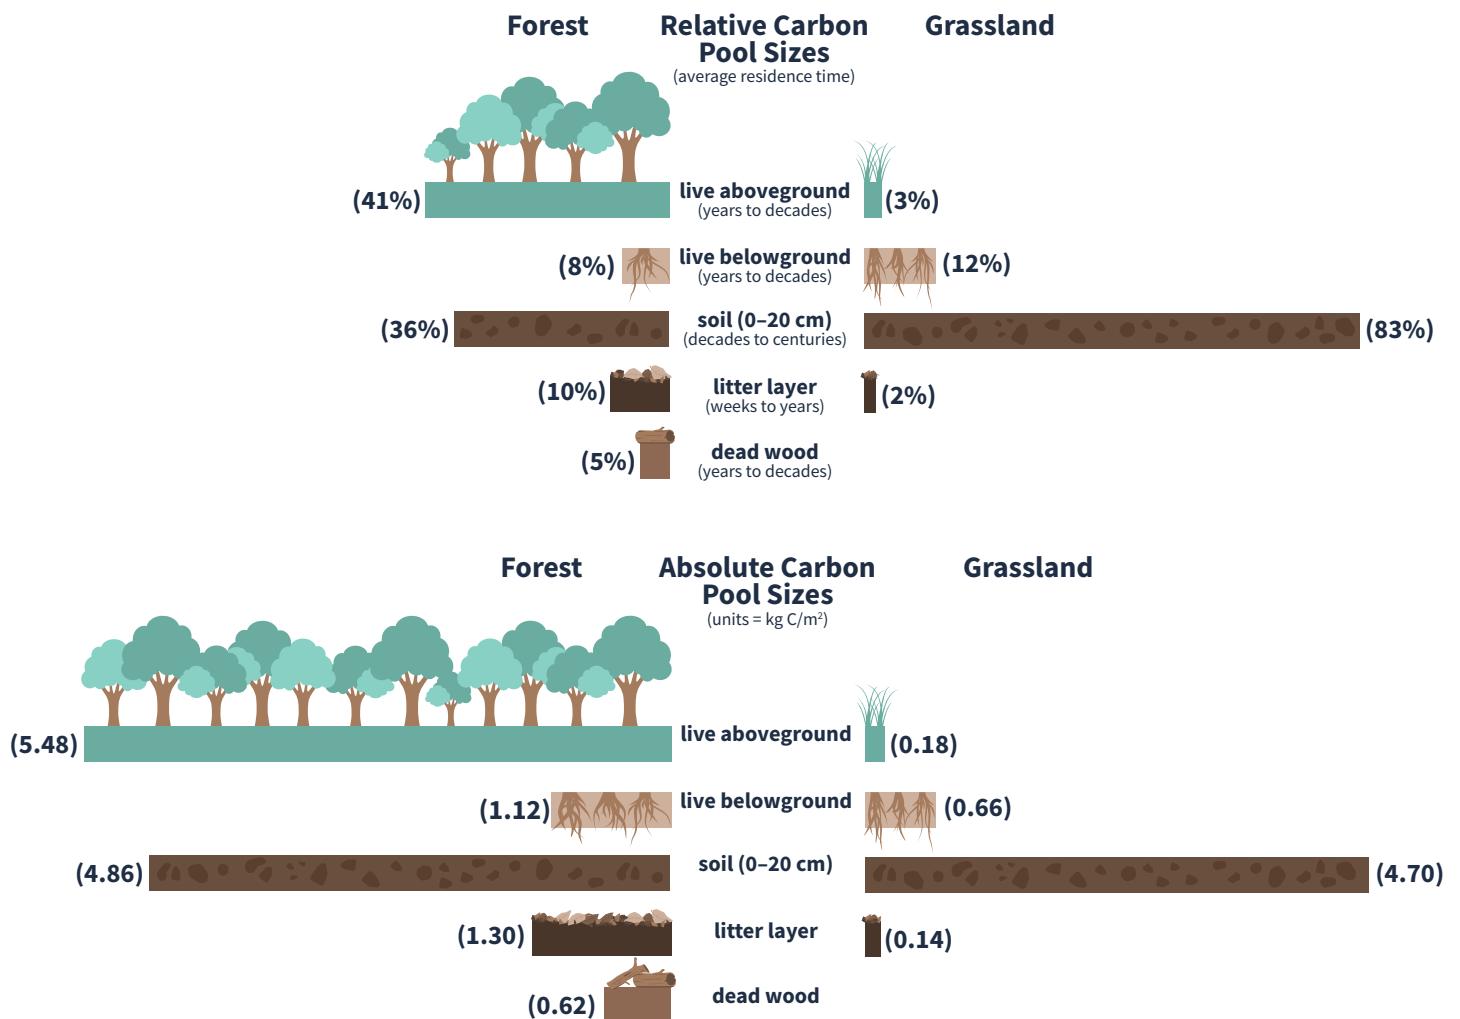 Forest
Relative Carbon
Pool Sizes
(average residence time)
Grassland
(41%)
live aboveground
(years to decades)
(3%)
(8%)
live belowground
(years to decades)
(12%)
(36%)
soil (0–20 cm)
(decades to centuries)
(83%)
(10%)
litter layer
(weeks to years)
(2%)
(5%)
dead wood
(years to decades)
Forest
Absolute Carbon
Pool Sizes
(units = kg C/m²)
Grassland
(5.48)
live aboveground
(0.18)
(1.12)
live belowground
(0.66)
(4.86)
soil (0–20 cm)
(4.70)
(1.30)
litter layer
(0.14)
(0.62)
dead wood